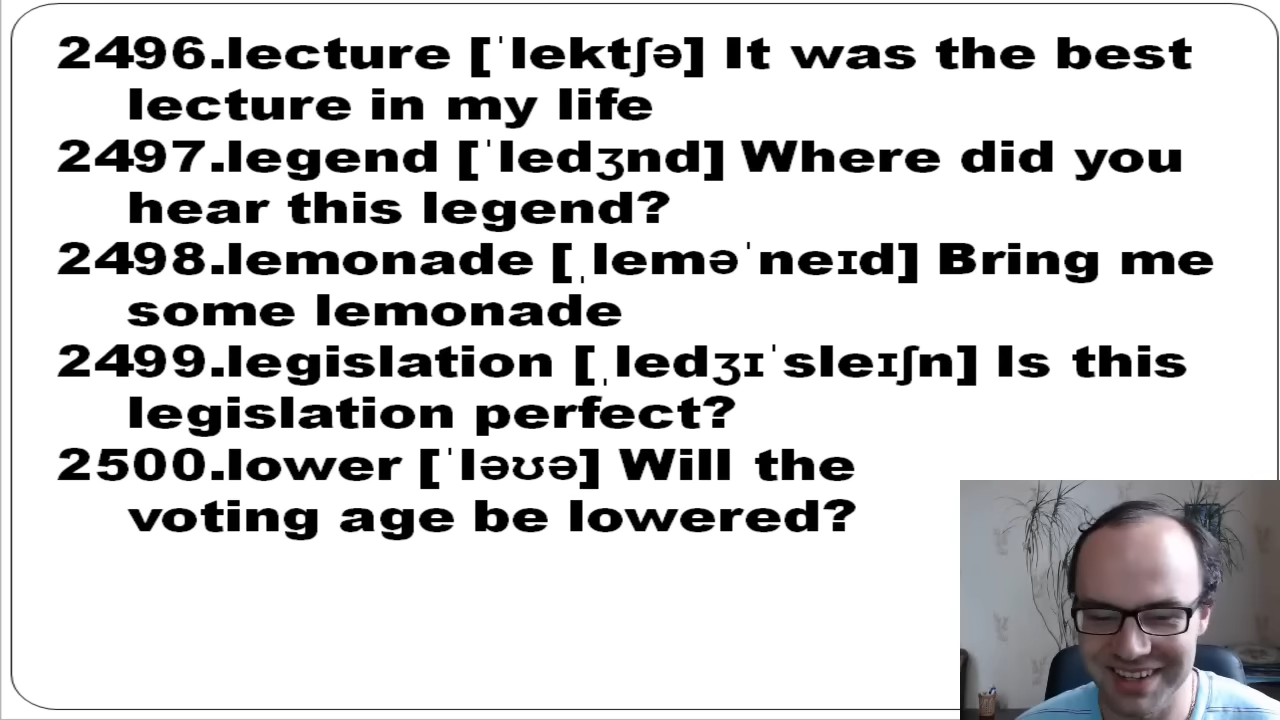 2496.lecture [ˈlektʃə] It was the best
lecture in my life
2497.legend [ˈledʒnd] Where did you
hear this legend?
2498.lemonade [ˌleməˈneɪd] Bring me
some lemonade
2499.legislation [ˌledʒɪˈsleɪʃn] Is this
legislation perfect?
2500.lower [ˈləʊə] Will the
voting age be lowered?